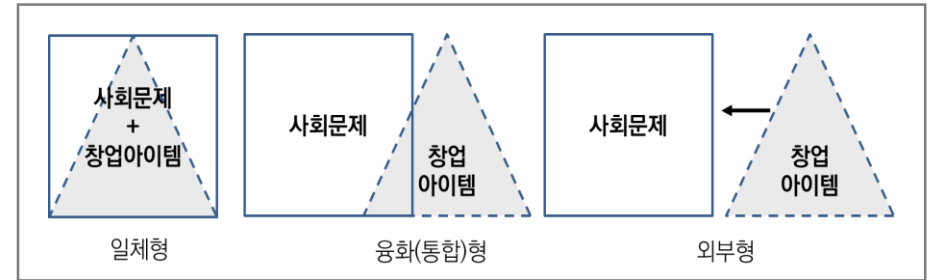 사회문제
+
창업아이템
일체형
사회문제
창업
아이템
융화(통합)형
사회문제
창업
아이템
외부형